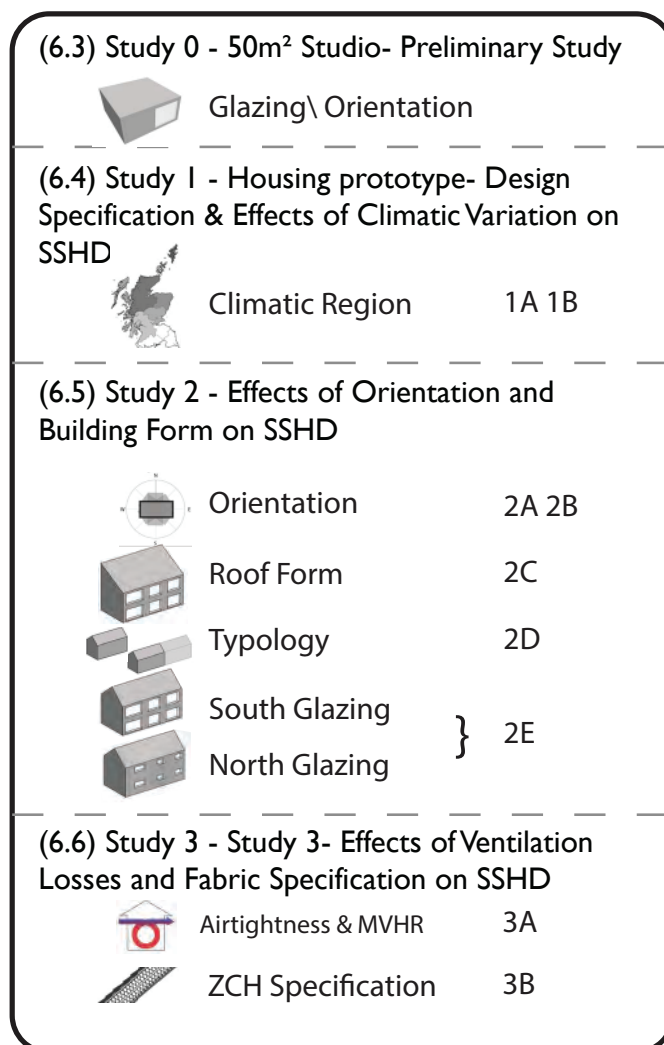 (6.3) Study 0 - 50m² Studio- Preliminary Study
Glazing\ Orientation
(6.4) Study 1 - Housing prototype- Design
Specification & Effects of Climatic Variation on
SSHD
Climatic Region 1A 1B
(6.5) Study 2 - Effects of Orientation and
Building Form on SSHD
Orientation 2A 2B
Roof Form 2C
Typology 2D
South Glazing
} 2E
North Glazing
(6.6) Study 3 - Study 3- Effects of Ventilation
Losses and Fabric Specification on SSHD
Airtightness & MVHR 3A
ZCH Specification 3B